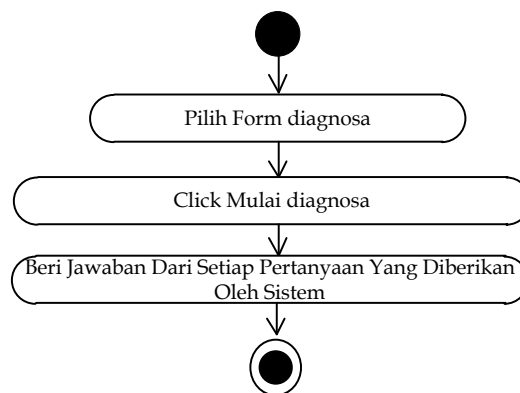 Pilih Form diagnosa
Click Mulai diagnosa
Beri Jawaban Dari Setiap Pertanyaan Yang Diberikan
Oleh Sistem